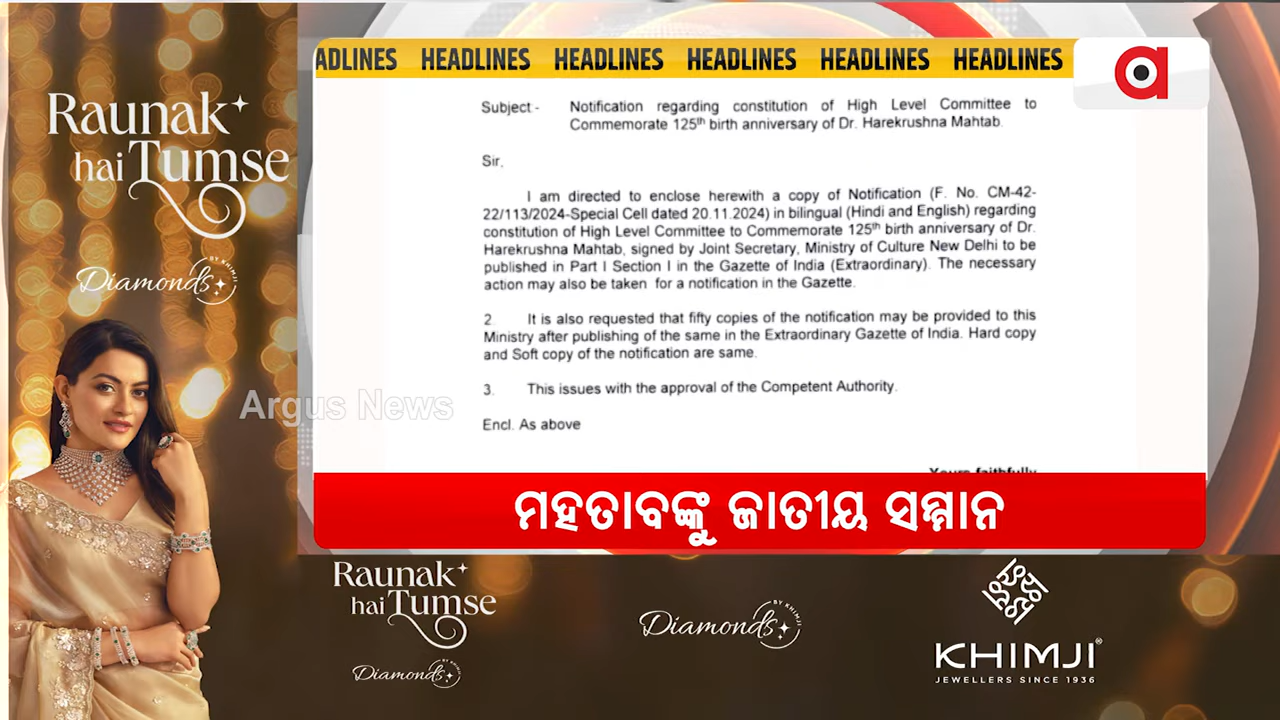 ADLINES HEADLINES HEADLINES HEADLINES HEADLINES HEADLINES
a
Raunak
hai Tumse
Diamonds
BY KHIMJI
Subject - Notification regarding constitution of High Level Committee to
Commemorate 125th birth anniversary of Dr. Harekrushna Mahtab.
Sir,
I am directed to enclose herewith a copy of Notification (F. No. CM-42-
22/113/2024-Special Cell dated 20.11.2024) in bilingual (Hindi and English) regarding
constitution of High Level Committee to Commemorate 125th birth anniversary of Dr.
Harekrushna Mahtab, signed by Joint Secretary, Ministry of Culture New Delhi to be
published in Part I Section I in the Gazette of India (Extraordinary). The necessary
action may also be taken for a notification in the Gazette.
2. It is also requested that fifty copies of the notification may be provided to this
Ministry after publishing of the same in the Extraordinary Gazette of India. Hard copy
and Soft copy of the notification are same.
3. This issues with the approval of the Competent Authority.
Encl. As above
Yours faithfully
Argus News
ମହତାବଙ୍କୁ ଜାତୀୟ ସମ୍ମାନ
Raunak
hai Tumse
Diamonds
BY KHIMJI
Diamonds
BY KHIMJI
KHIMJI®
JEWELLERS SINCE 1936